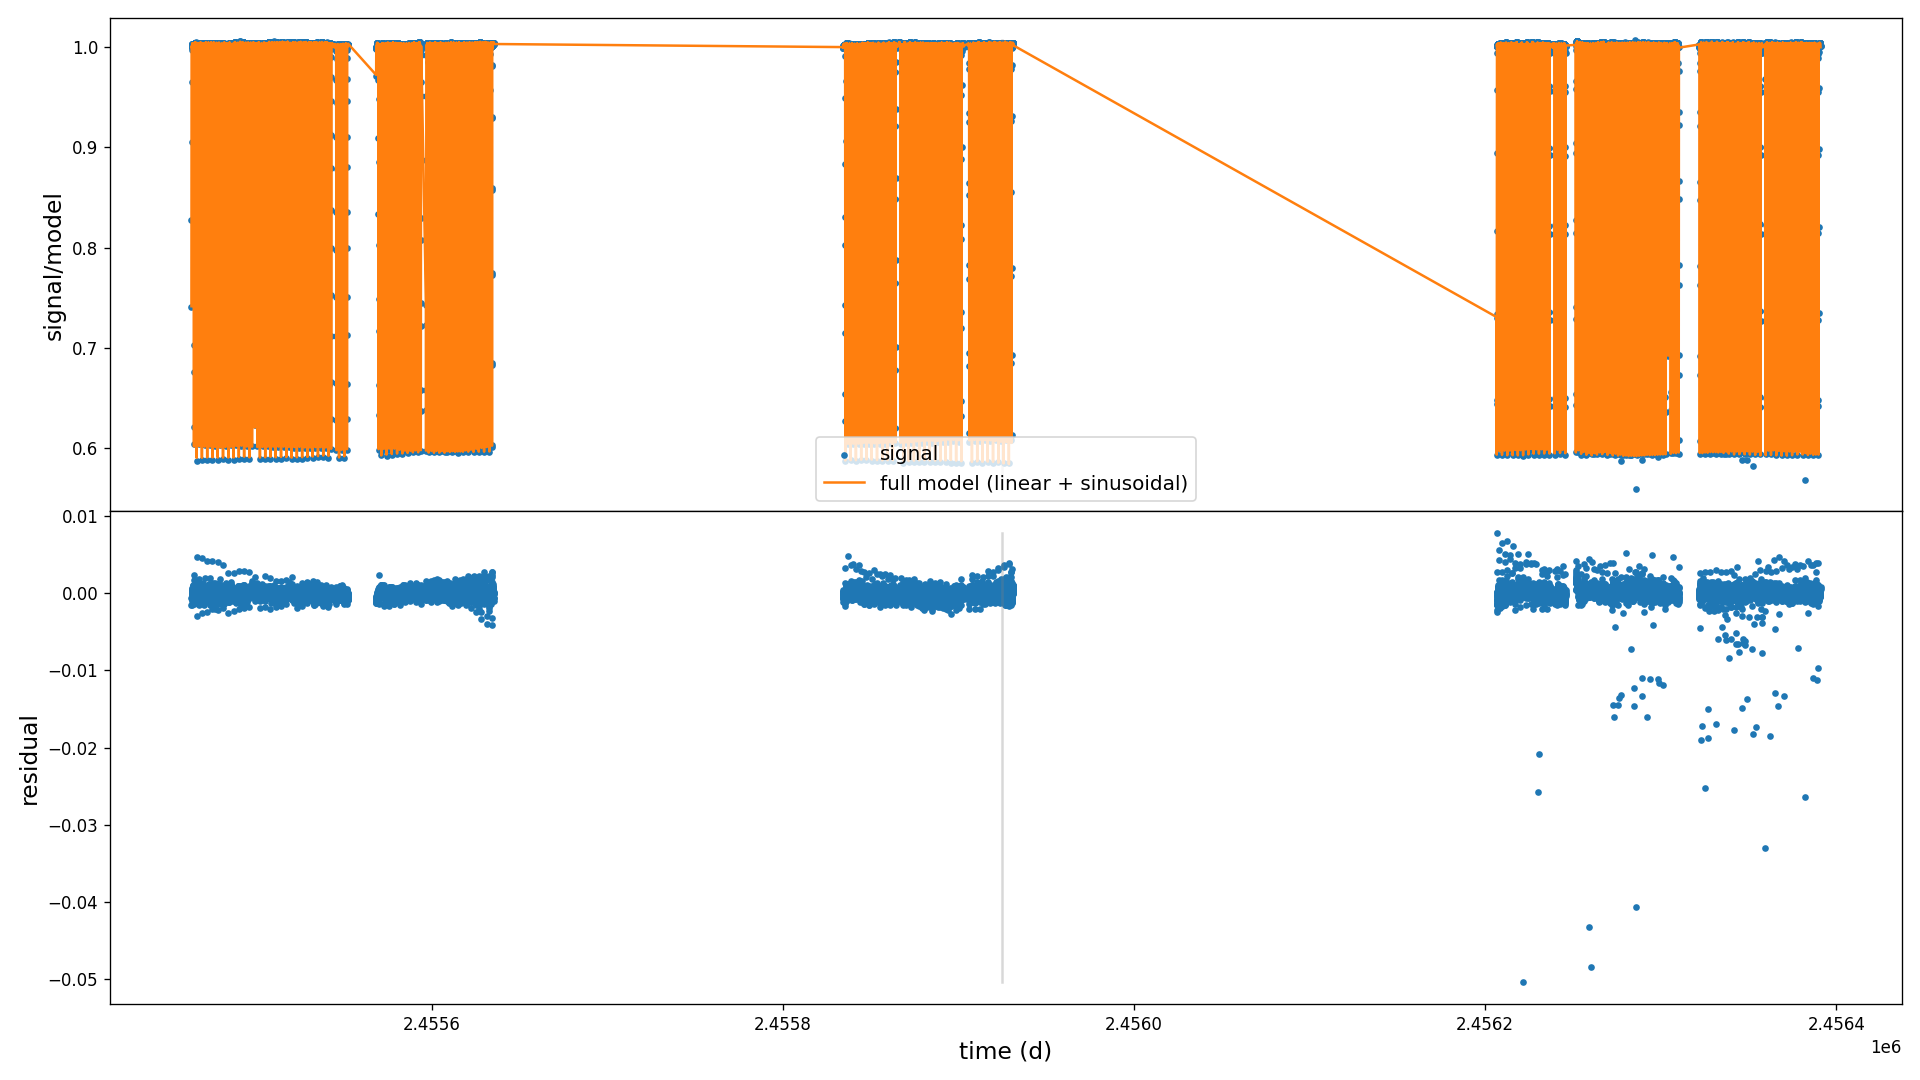 1.0
0.9
0.8
0.7
0.6
signal/model
signal
full model (linear + sinusoidal)
0.01
0.00
−0.01
−0.02
−0.03
−0.04
−0.05
residual
2.4556
2.4558
2.4560
2.4562
2.4564
1e6
time (d)